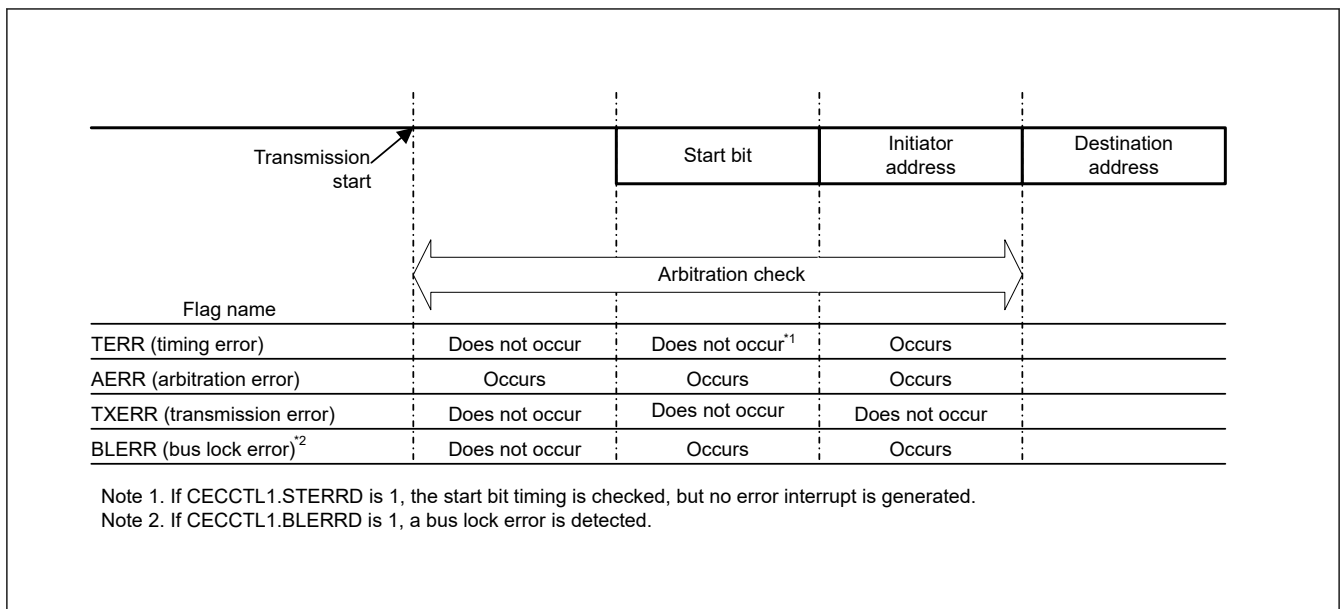 Transmission
start
Start bit
Initiator
address
Destination
address
Arbitration check
Flag name
TERR (timing error) Does not occur Does not occur*1 Occurs
AERR (arbitration error) Occurs Occurs Occurs
TXERR (transmission error) Does not occur Does not occur Does not occur
BLERR (bus lock error)*2 Does not occur Occurs Occurs
Note 1. If CECCTL1.STERRD is 1, the start bit timing is checked, but no error interrupt is generated.
Note 2. If CECCTL1.BLERRD is 1, a bus lock error is detected.